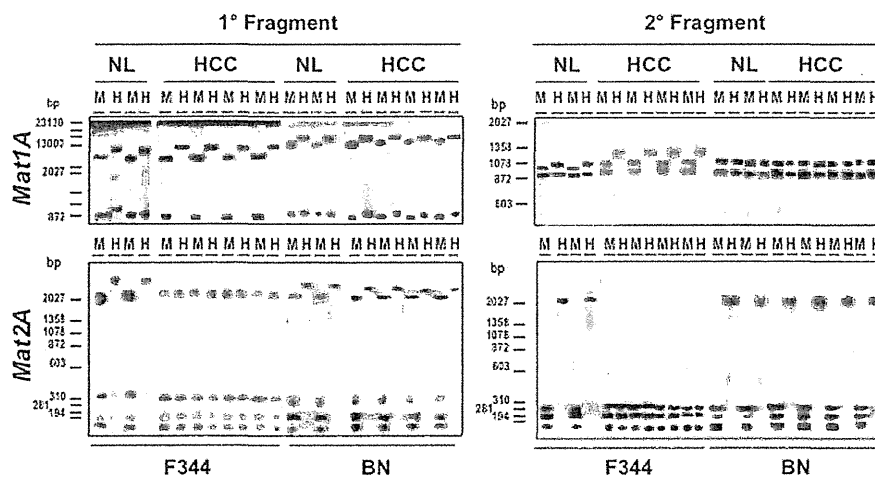 1° Fragment
2° Fragment
NL HCC NL HCC
NL HCC NL HCC
M H M H M H M H M H M H M H M H M H M H M H M H
M H M H M H M H M H M H M H M H M H M H M H M H
bp
23130
13007
2027
872
Mat1A
bp
2027
1358
1078
872
603
M H M H M H M H M H M H M H M H M H M H M H M H
M H M H M H M H M H M H M H M H M H M H M H M H
bp
2027
1358
1078
872
603
310
281
194
Mat2A
bp
2027
1358
1078
872
603
310
281
194
F344 BN
F344 BN